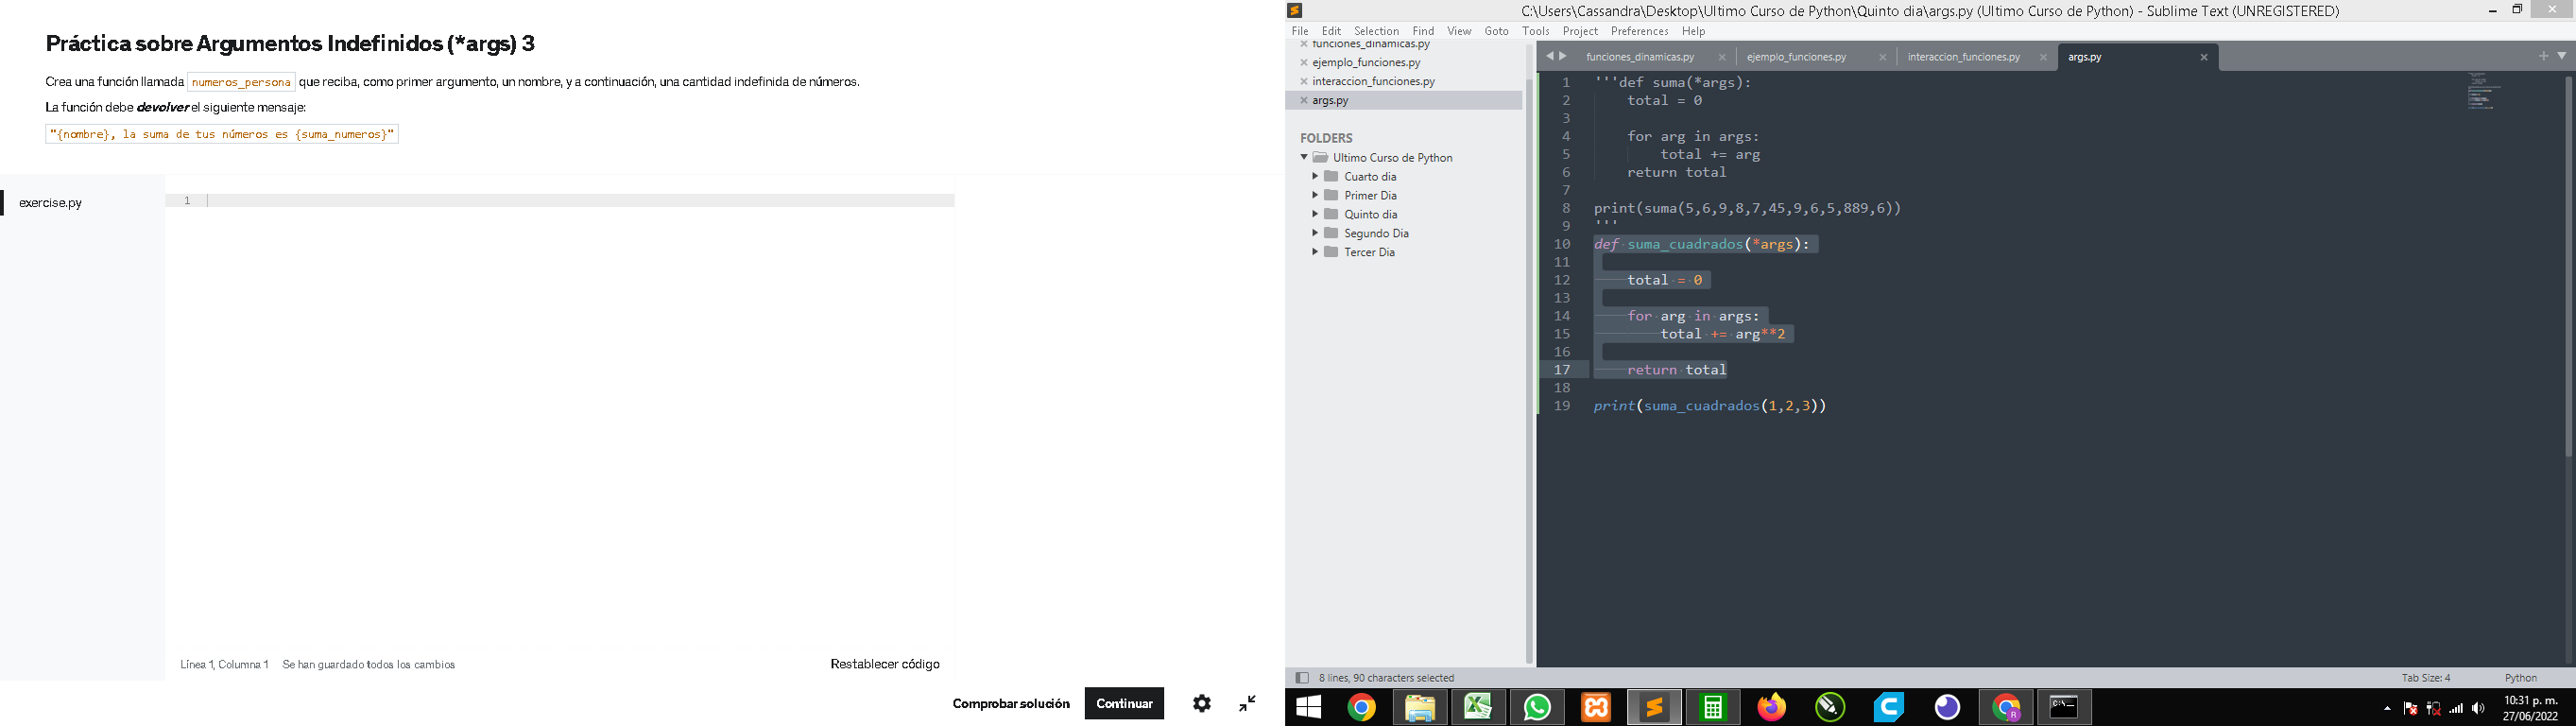 Práctica sobre Argumentos Indefinidos (*args) 3
Crea una función llamada numeros_persona que reciba, como primer argumento, un nombre, y a continuación, una cantidad indefinida de números.
La función debe devolver el siguiente mensaje:
"{nombre}, la suma de tus números es {suma_numeros}"
exercise.py
1
Línea 1, Columna 1 Se han guardado todos los cambios
Restablecer código
Comprobar solución
Continuar
C:\Users\Cassandra\Desktop\Ultimo Curso de Python\Quinto dia\args.py (Ultimo Curso de Python) - Sublime Text (UNREGISTERED)
File Edit Selection Find View Goto Tools Project Preferences Help
funciones_dinamicas.py
ejemplo_funciones.py
interaccion_funciones.py
args.py
FOLDERS
Ultimo Curso de Python
Cuarto dia
Primer Dia
Quinto dia
Segundo Dia
Tercer Dia
funciones_dinamicas.py ejemplo_funciones.py interaccion_funciones.py args.py
1 '''def suma(*args):
2 total = 0
3
4 for arg in args:
5 total += arg
6 return total
7
8 print(suma(5,6,9,8,7,45,9,6,5,889,6))
9 '''
10 def suma_cuadrados(*args):
11
12 total = 0
13
14 for arg in args:
15 total += arg**2
16
17 return total
18
19 print(suma_cuadrados(1,2,3))
8 lines, 90 characters selected
Tab Size: 4
Python
10:31 p. m.
27/06/2022